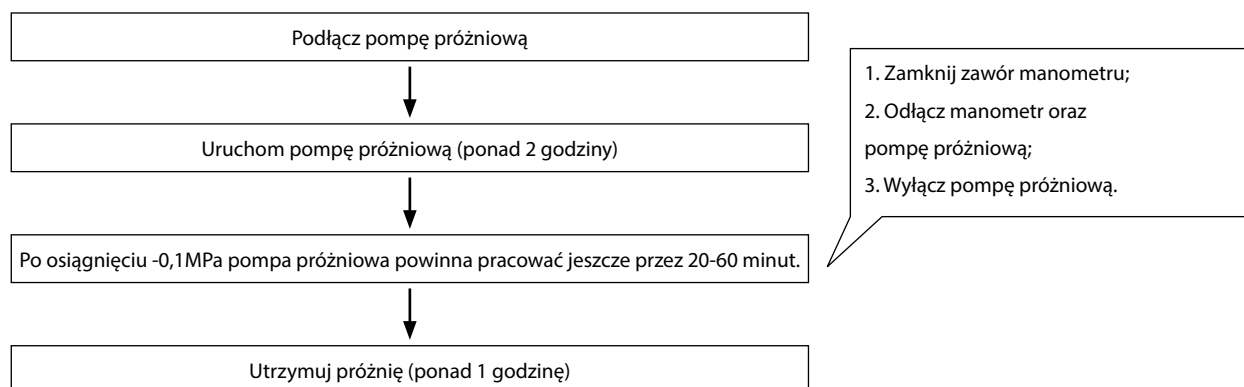 Podłącz pompę próżniową
Uruchom pompę próżniową (ponad 2 godziny)
Po osiągnięciu -0,1MPa pompa próżniowa powinna pracować jeszcze przez 20-60 minut.
Utrzymuj próżnię (ponad 1 godzinę)
1. Zamknij zawór manometru;
2. Odłącz manometr oraz
pompę próżniową;
3. Wyłącz pompę próżniową.